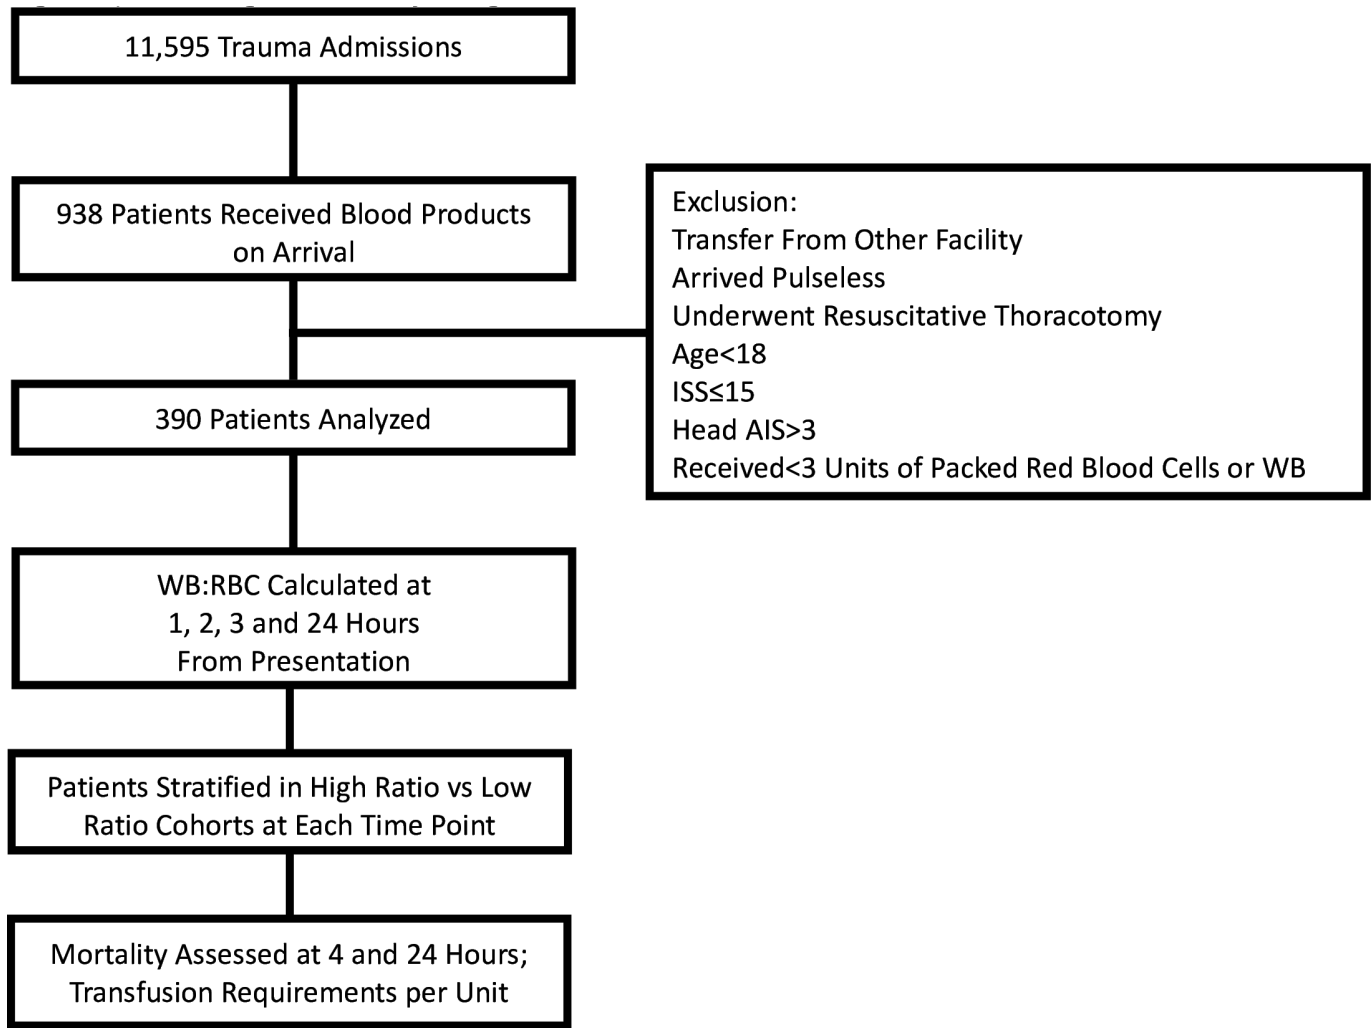 11,595 Trauma Admissions
938 Patients Received Blood Products
on Arrival
Exclusion:
Transfer From Other Facility
Arrived Pulseless
Underwent Resuscitative Thoracotomy
Age<18
ISS≤15
Head AIS>3
Received<3 Units of Packed Red Blood Cells or WB
390 Patients Analyzed
WB:RBC Calculated at
1, 2, 3 and 24 Hours
From Presentation
Patients Stratified in High Ratio vs Low
Ratio Cohorts at Each Time Point
Mortality Assessed at 4 and 24 Hours;
Transfusion Requirements per Unit